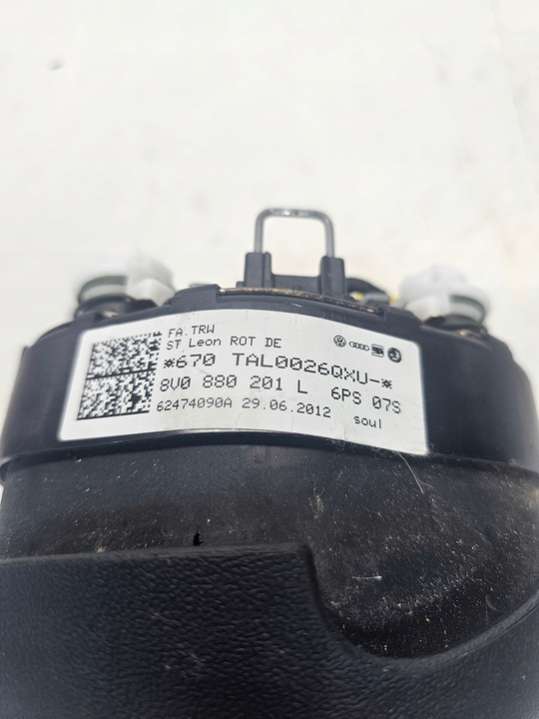 FA.TRW
ST Leon ROT DE
*670 TAL0026QXU-*
8V0 880 201 L 6PS 07S
62474090A 29.06.2012 soul